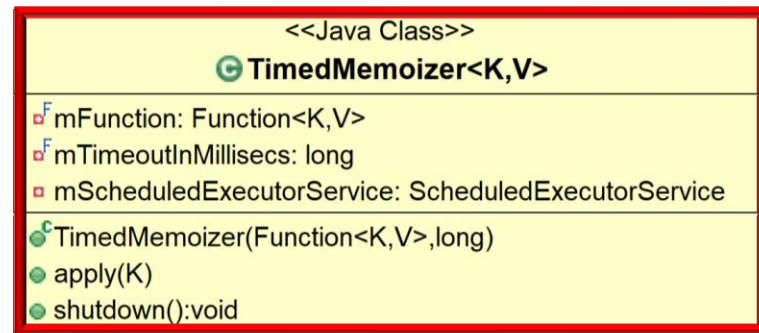 <<Java Class>>
C TimedMemoizer<K,V>
F mFunction: Function<K,V>
F mTimeoutInMillisecs: long
mScheduledExecutorService: ScheduledExecutorService
C TimedMemoizer(Function<K,V>,long)
apply(K)
shutdown():void